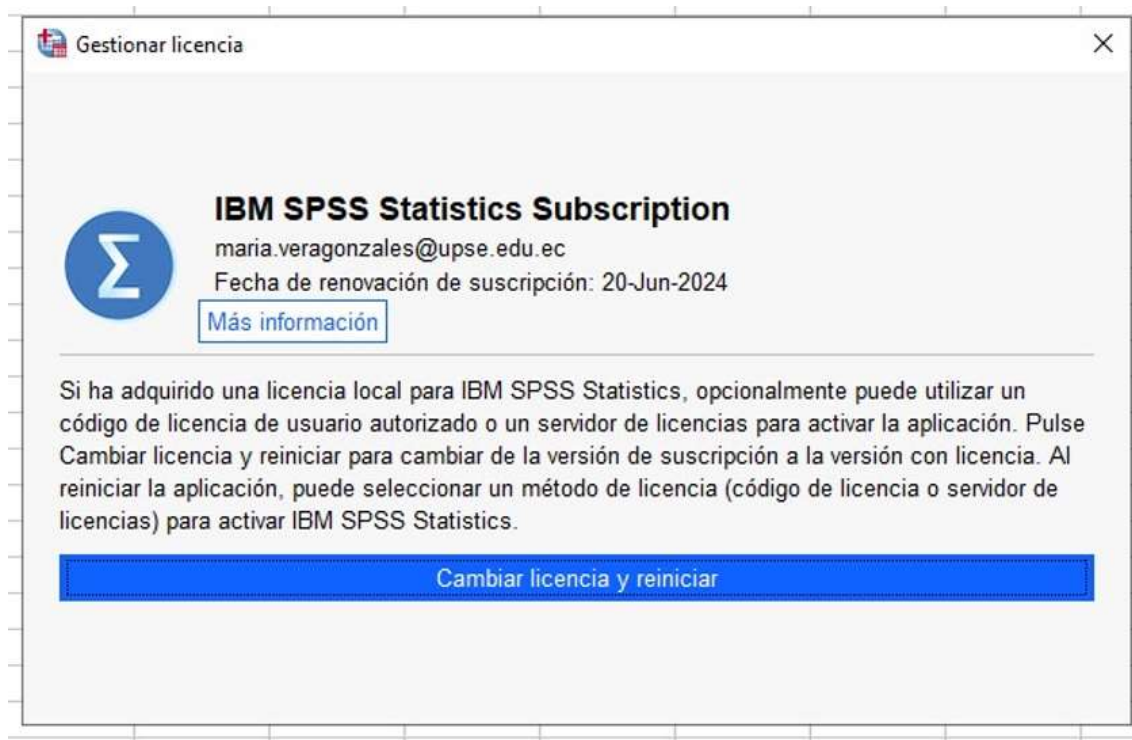 Gestionar licencia
IBM SPSS Statistics Subscription
maria.veragonzales@upse.edu.ec
Fecha de renovación de suscripción: 20-Jun-2024
Más información
Si ha adquirido una licencia local para IBM SPSS Statistics, opcionalmente puede utilizar un
código de licencia de usuario autorizado o un servidor de licencias para activar la aplicación. Pulse
Cambiar licencia y reiniciar para cambiar de la versión de suscripción a la versión con licencia. Al
reiniciar la aplicación, puede seleccionar un método de licencia (código de licencia o servidor de
licencias) para activar IBM SPSS Statistics.
Cambiar licencia y reiniciar